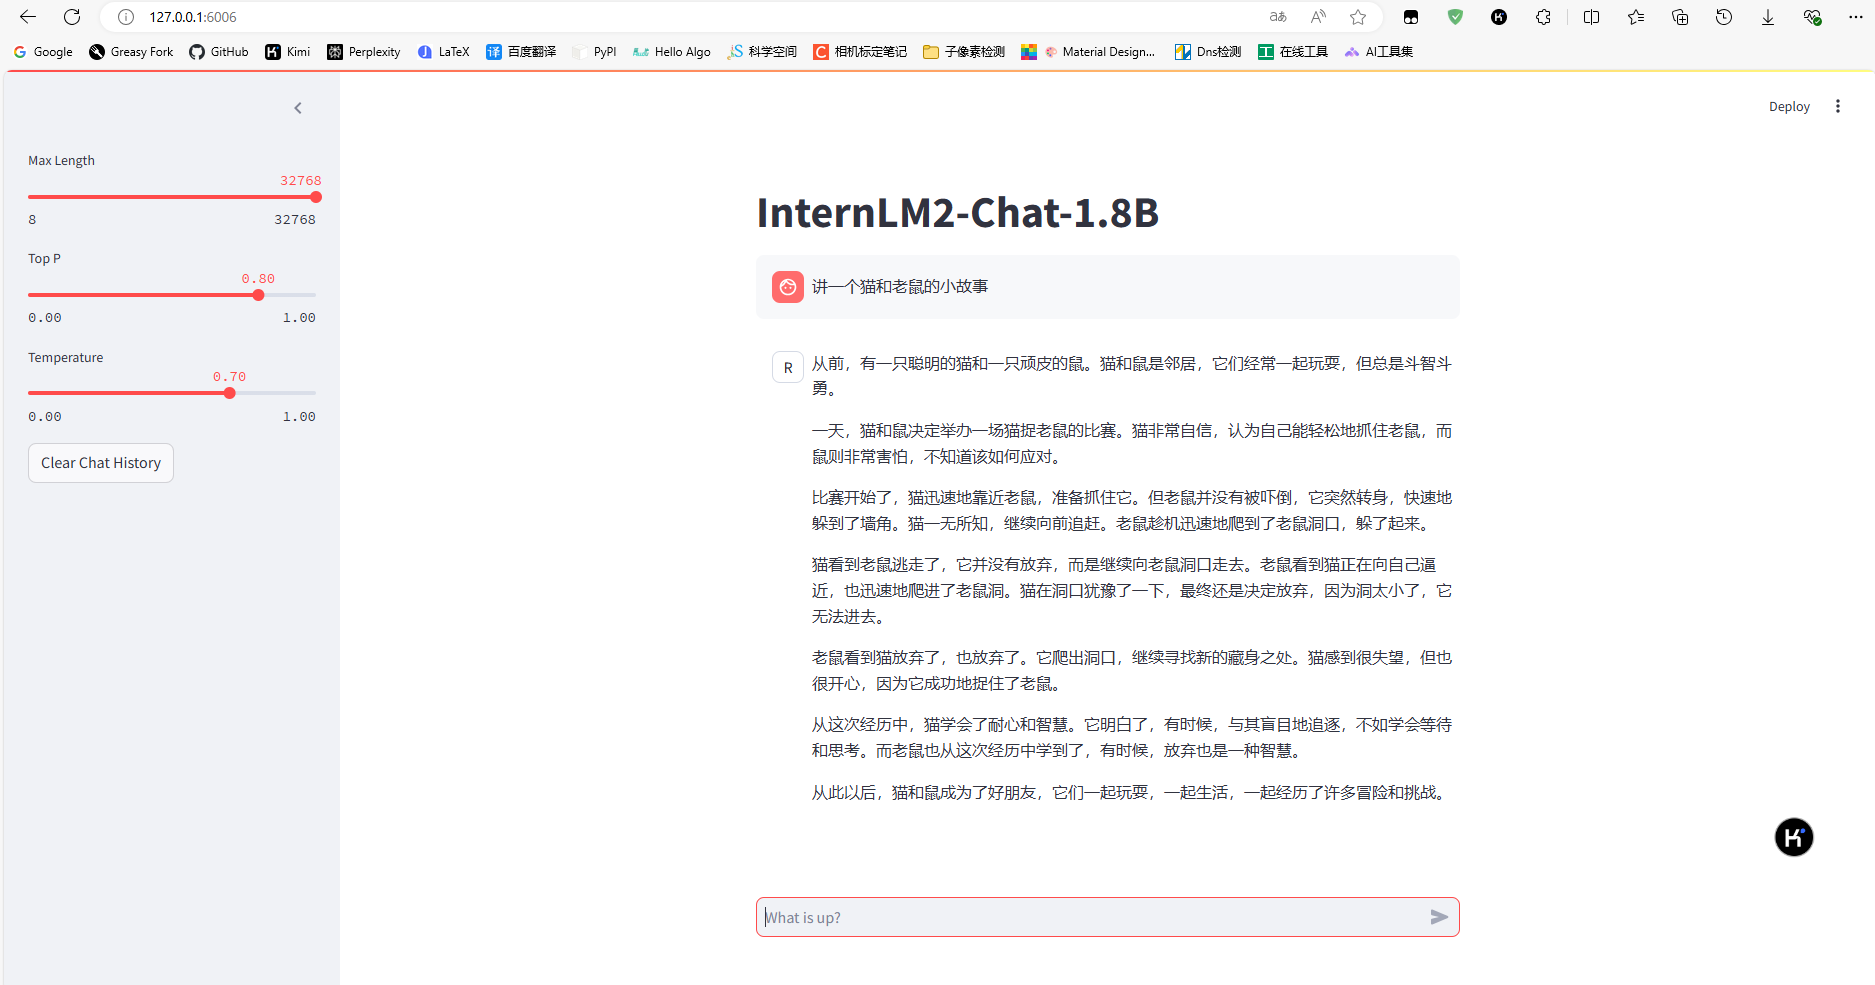 127.0.0.1:6006
Google Greasy Fork GitHub Kimi Perplexity LaTeX 百度翻译 PyPI Hello Algo 科学空间 相机标定笔记 子像素检测 Material Design... Dns检测 在线工具 AI工具集
Deploy
Max Length
32768
8 32768
Top P
0.80
0.00 1.00
Temperature
0.70
0.00 1.00
Clear Chat History
InternLM2-Chat-1.8B
讲一个猫和老鼠的小故事
R
从前，有一只聪明的猫和一只顽皮的鼠。猫和鼠是邻居，它们经常一起玩耍，但总是斗智斗
勇。
一天，猫和鼠决定举办一场猫捉老鼠的比赛。猫非常自信，认为自己能轻松地抓住老鼠，而
鼠则非常害怕，不知道该如何应对。
比赛开始了，猫迅速地靠近老鼠，准备抓住它。但老鼠并没有被吓倒，它突然转身，快速地
躲到了墙角。猫一无所知，继续向前追赶。老鼠趁机迅速地爬到了老鼠洞口，躲了起来。
猫看到老鼠逃走了，它并没有放弃，而是继续向老鼠洞口走去。老鼠看到猫正在向自己逼
近，也迅速地爬进了老鼠洞。猫在洞口犹豫了一下，最终还是决定放弃，因为洞太小了，它
无法进去。
老鼠看到猫放弃了，也放弃了。它爬出洞口，继续寻找新的藏身之处。猫感到很失望，但也
很开心，因为它成功地捉住了老鼠。
从这次经历中，猫学会了耐心和智慧。它明白了，有时候，与其盲目地追逐，不如学会等待
和思考。而老鼠也从这次经历中学到了，有时候，放弃也是一种智慧。
从此以后，猫和鼠成为了好朋友，它们一起玩耍，一起生活，一起经历了许多冒险和挑战。
What is up?